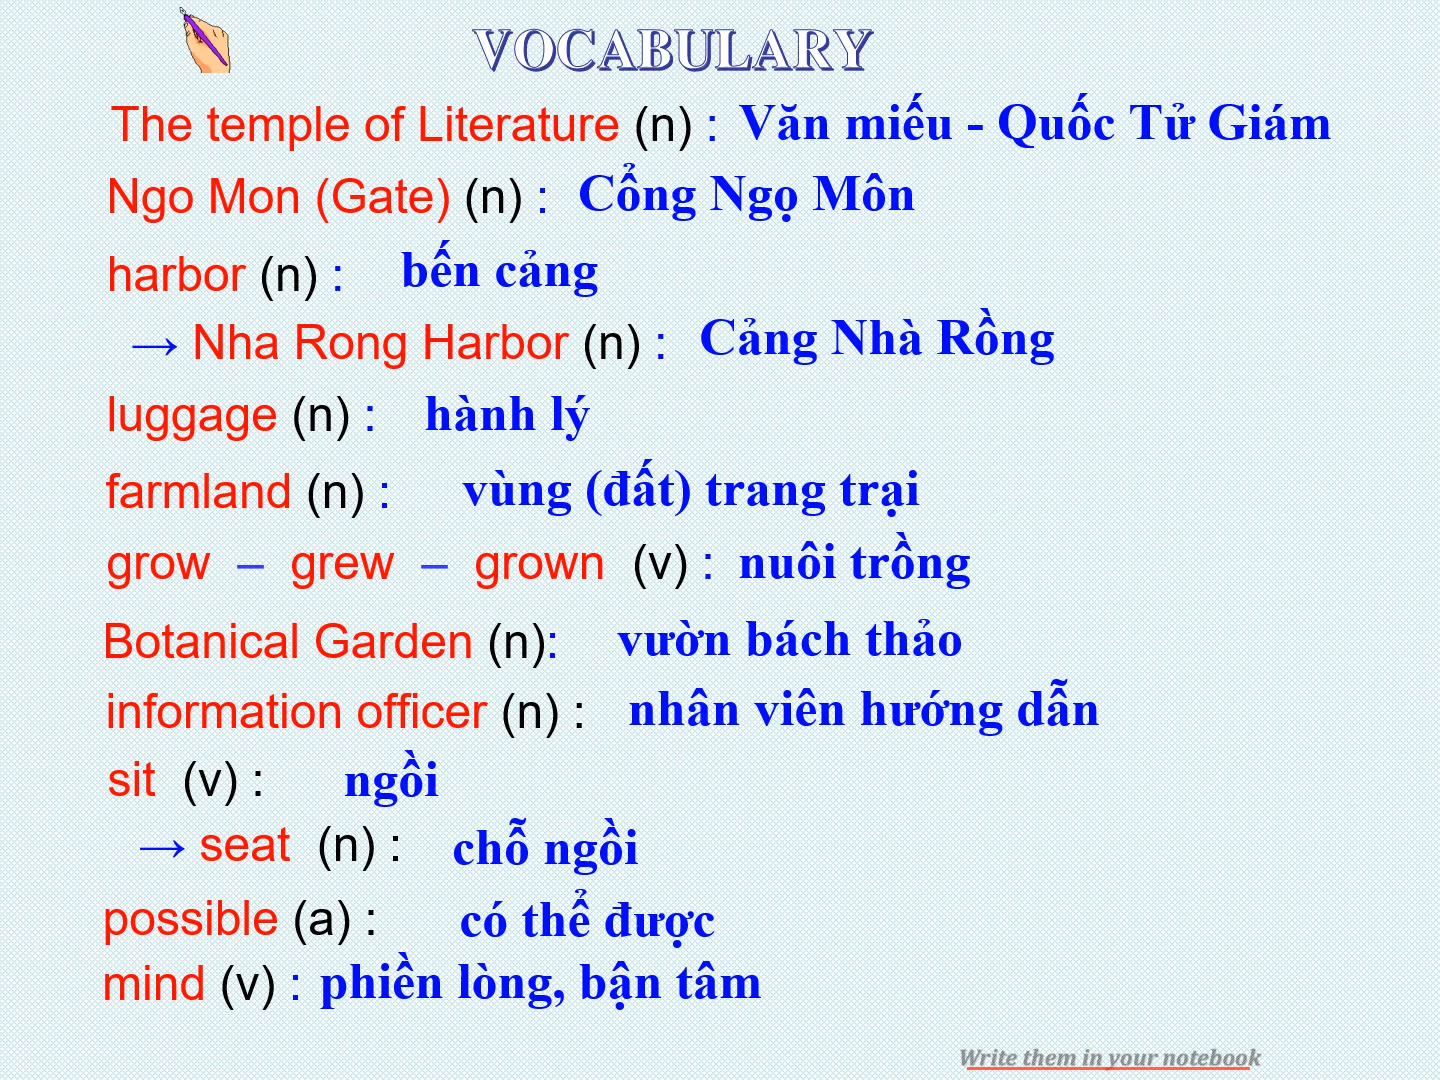 VOCABULARY
The temple of Literature (n) : Văn miếu - Quốc Tử Giám
Ngo Mon (Gate) (n) : Cổng Ngọ Môn
harbor (n) : bến cảng
→ Nha Rong Harbor (n) : Cảng Nhà Rồng
luggage (n) : hành lý
farmland (n) : vùng (đất) trang trại
grow – grew – grown (v) : nuôi trồng
Botanical Garden (n): vườn bách thảo
information officer (n) : nhân viên hướng dẫn
sit (v) : ngồi
→ seat (n) : chỗ ngồi
possible (a) : có thể được
mind (v) : phiền lòng, bận tâm
Write them in your notebook